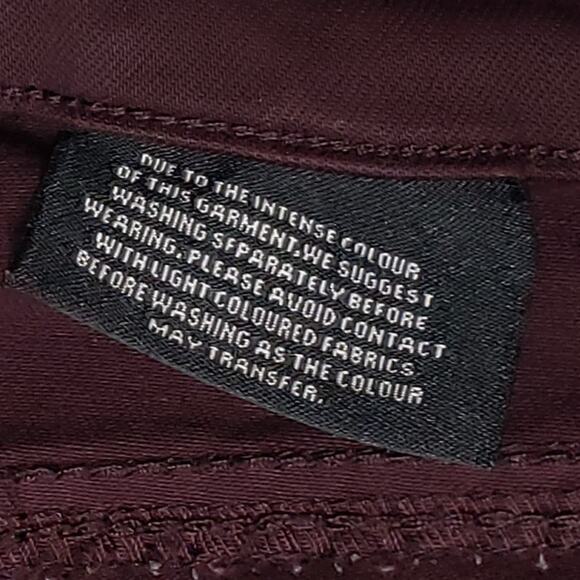 DUE TO THE INTENSE COLOUR
OF THIS GARMENT.WE SUGGEST
WASHING SEPARATELY BEFORE
WEARING. PLEASE AVOID CONTACT
WITH LIGHT COLOURED FABRICS
BEFORE WASHING AS THE COLOUR
MAY TRANSFER.